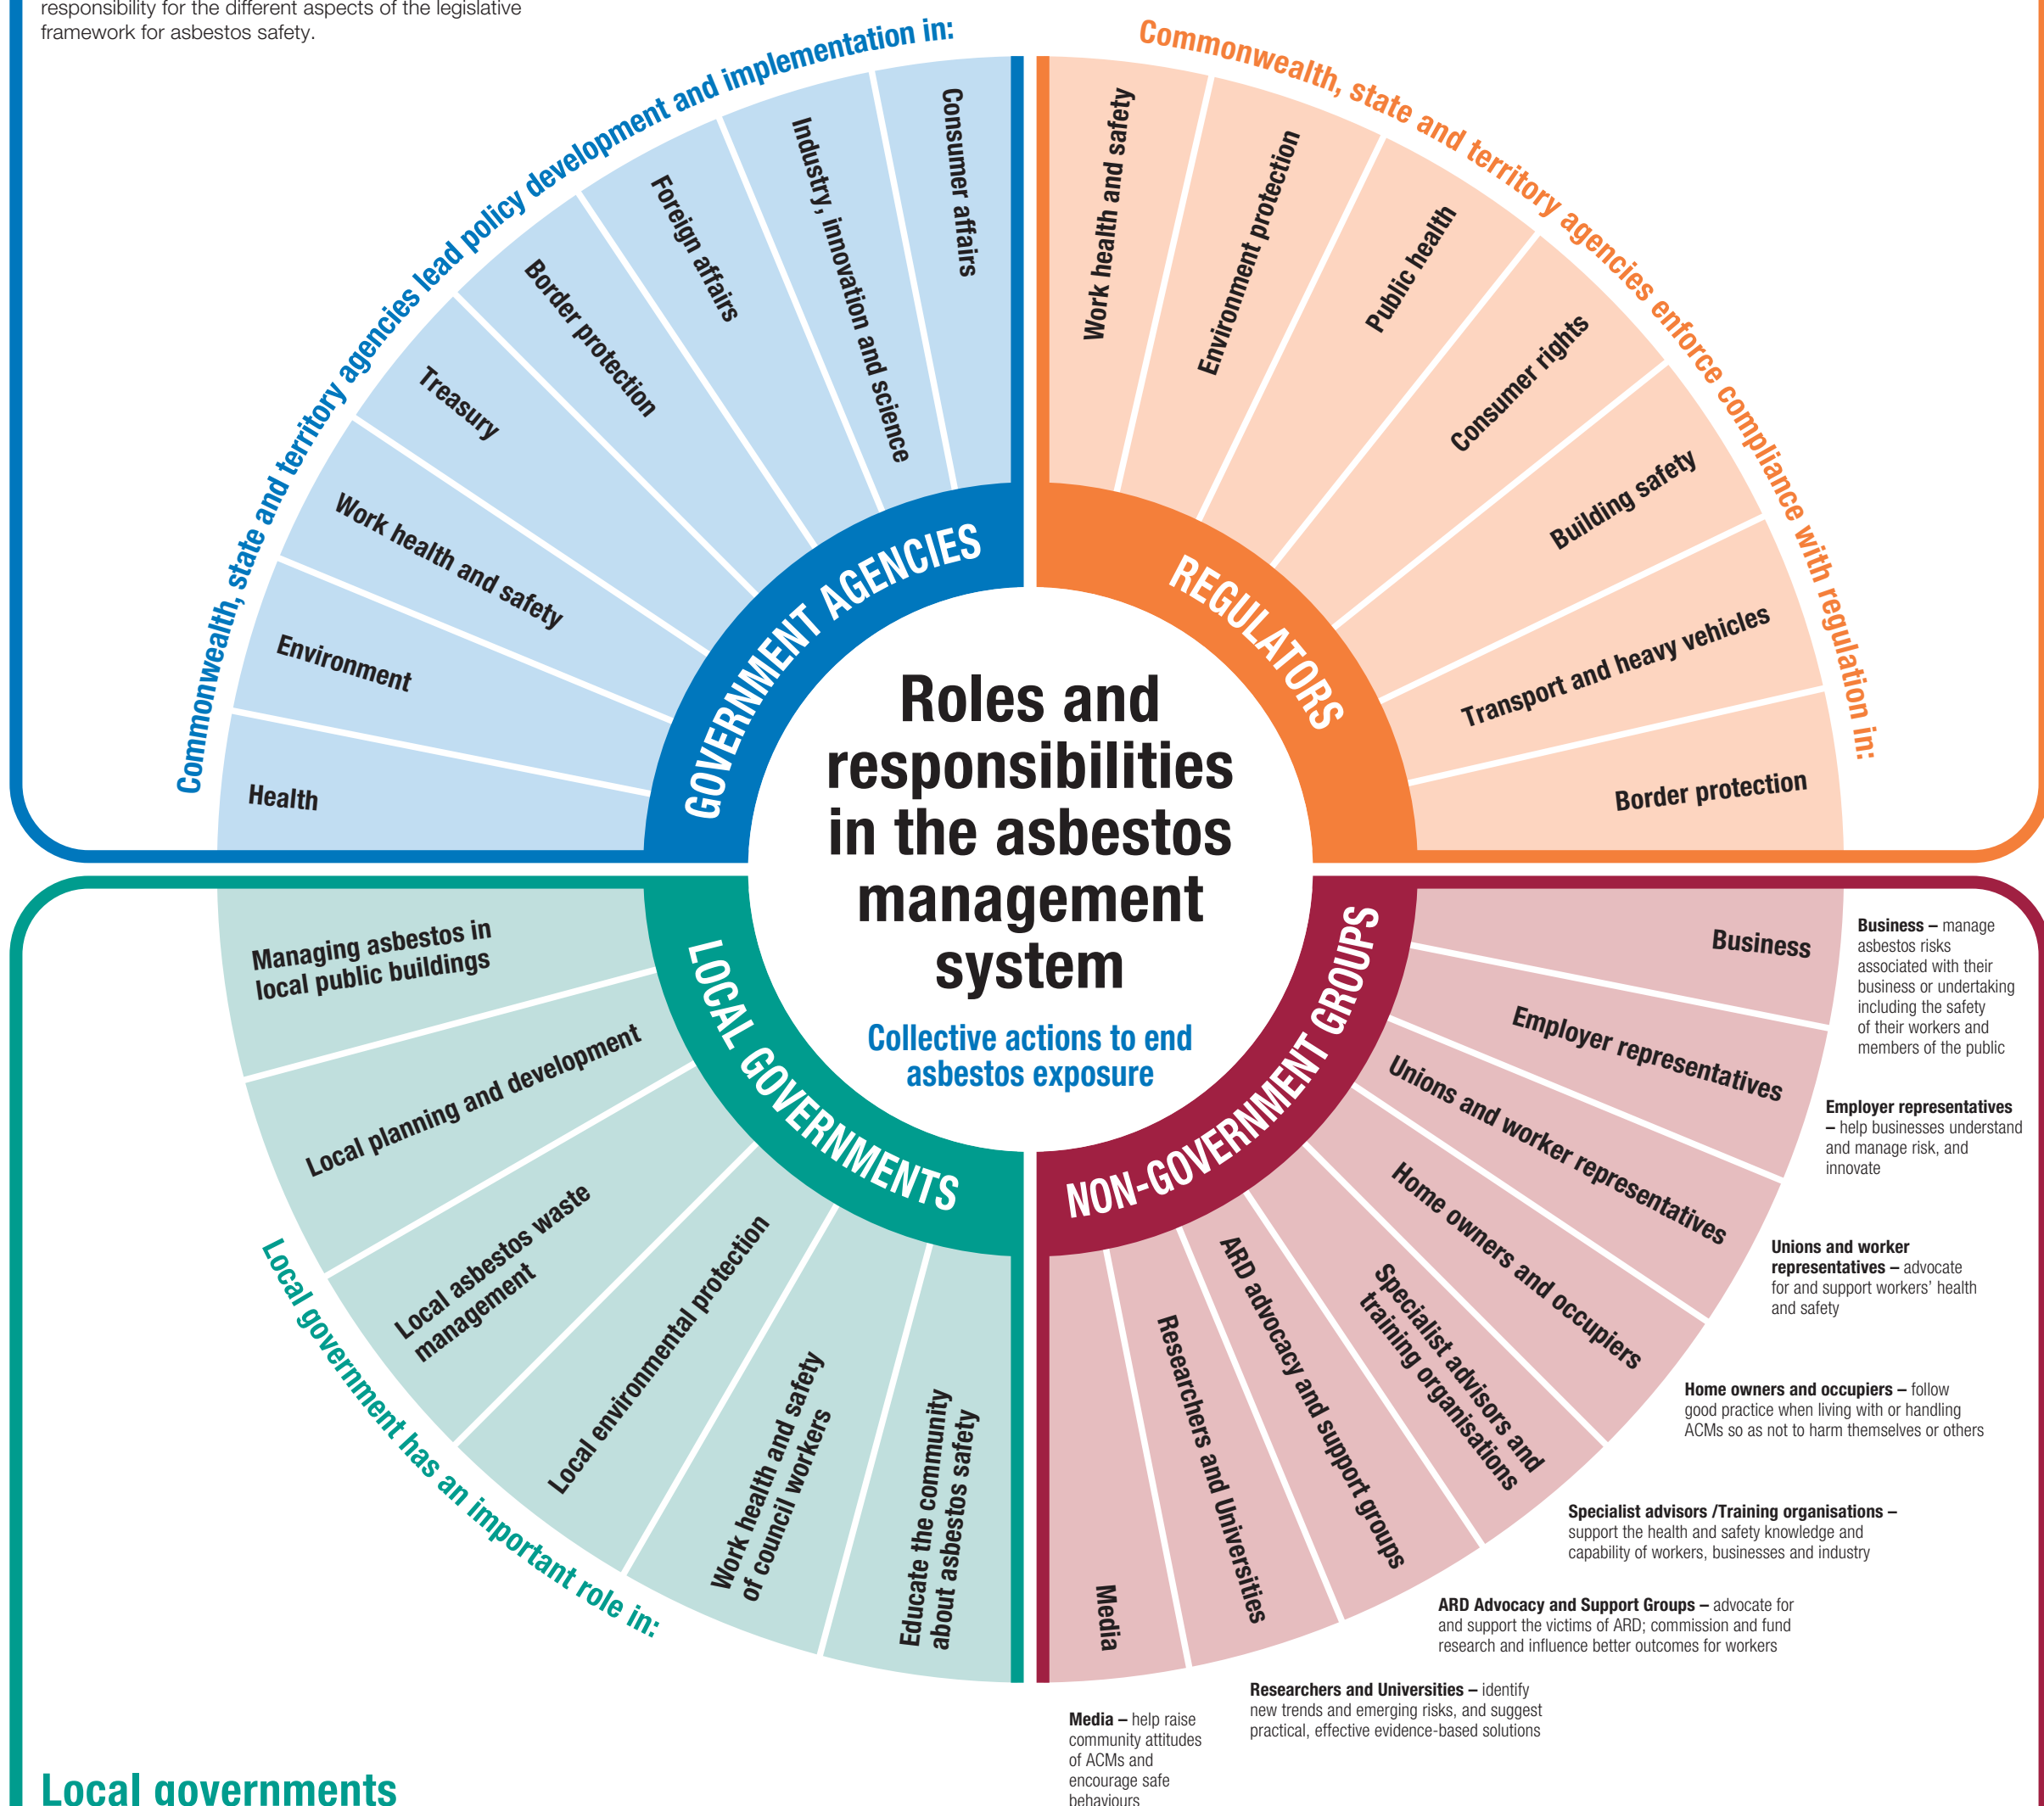 responsibility for the different aspects of the legislative
framework for asbestos safety.
Commonwealth, state and territory agencies lead policy development and implementation in:
Health
Environment
Work health and safety
Treasury
Border protection
Foreign affairs
Industry, innovation and science
Consumer affairs
GOVERNMENT AGENCIES
Commonwealth, state and territory agencies enforce compliance with regulation in:
Work health and safety
Environment protection
Public health
Consumer rights
Building safety
Transport and heavy vehicles
Border protection
REGULATORS
Roles and
responsibilities
in the asbestos
management
system
Collective actions to end
asbestos exposure
LOCAL GOVERNMENTS
Managing asbestos in
local public buildings
Local planning and development
Local asbestos waste
management
Local environmental protection
Work health and safety
of council workers
Educate the community
about asbestos safety
Local government has an important role in:
NON-GOVERNMENT GROUPS
Business
Employer representatives
Unions and worker representatives
Home owners and occupiers
Specialist advisors and
training organisations
ARD advocacy and support groups
Researchers and Universities
Media
Business – manage
asbestos risks
associated with their
business or undertaking
including the safety
of their workers and
members of the public
Employer representatives
– help businesses understand
and manage risk, and
innovate
Unions and worker
representatives – advocate
for and support workers' health
and safety
Home owners and occupiers – follow
good practice when living with or handling
ACMs so as not to harm themselves or others
Specialist advisors /Training organisations –
support the health and safety knowledge and
capability of workers, businesses and industry
ARD Advocacy and Support Groups – advocate for
and support the victims of ARD; commission and fund
research and influence better outcomes for workers
Researchers and Universities – identify
new trends and emerging risks, and suggest
practical, effective evidence-based solutions
Media – help raise
community attitudes
of ACMs and
encourage safe
behaviours
Local governments